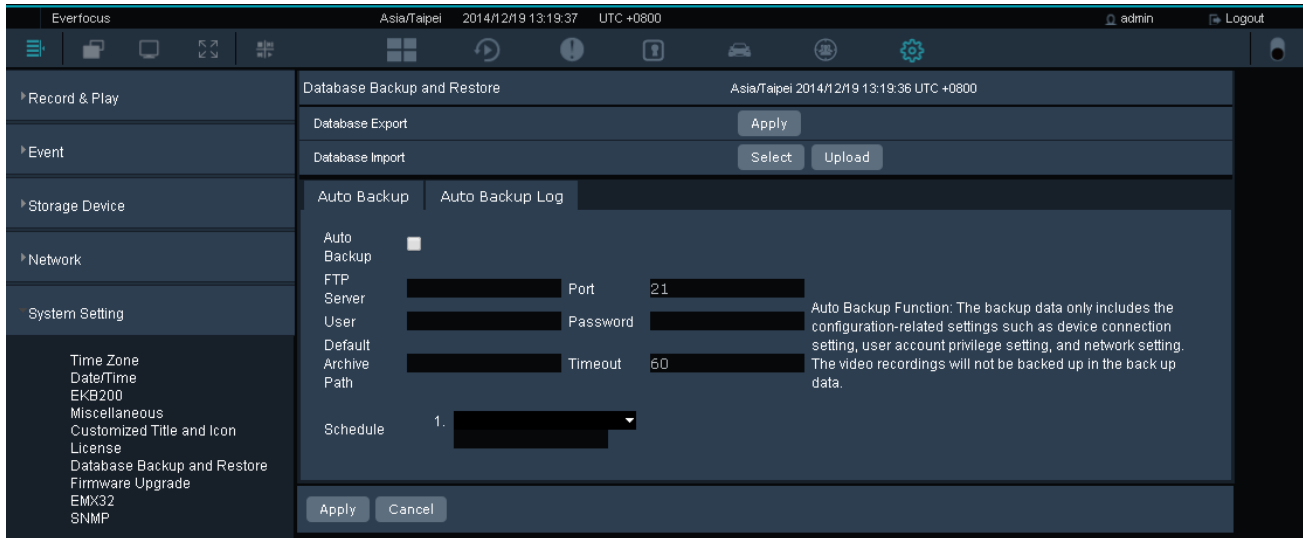 Everfocus
Asia/Taipei 2014/12/19 13:19:37 UTC +0800
admin
Logout
Record & Play
Event
Storage Device
Network
System Setting
Time Zone
Date/Time
EKB200
Miscellaneous
Customized Title and Icon
License
Database Backup and Restore
Firmware Upgrade
EMX32
SNMP
Database Backup and Restore
Asia/Taipei 2014/12/19 13:19:36 UTC +0800
Database Export
Apply
Database Import
Select Upload
Auto Backup
Auto Backup Log
Auto
Backup
FTP
Server
Port 21
User
Password
Default
Archive
Path
Timeout 60
Auto Backup Function: The backup data only includes the
configuration-related settings such as device connection
setting, user account privilege setting, and network setting.
The video recordings will not be backed up in the back up
data.
Schedule
1.
Apply Cancel